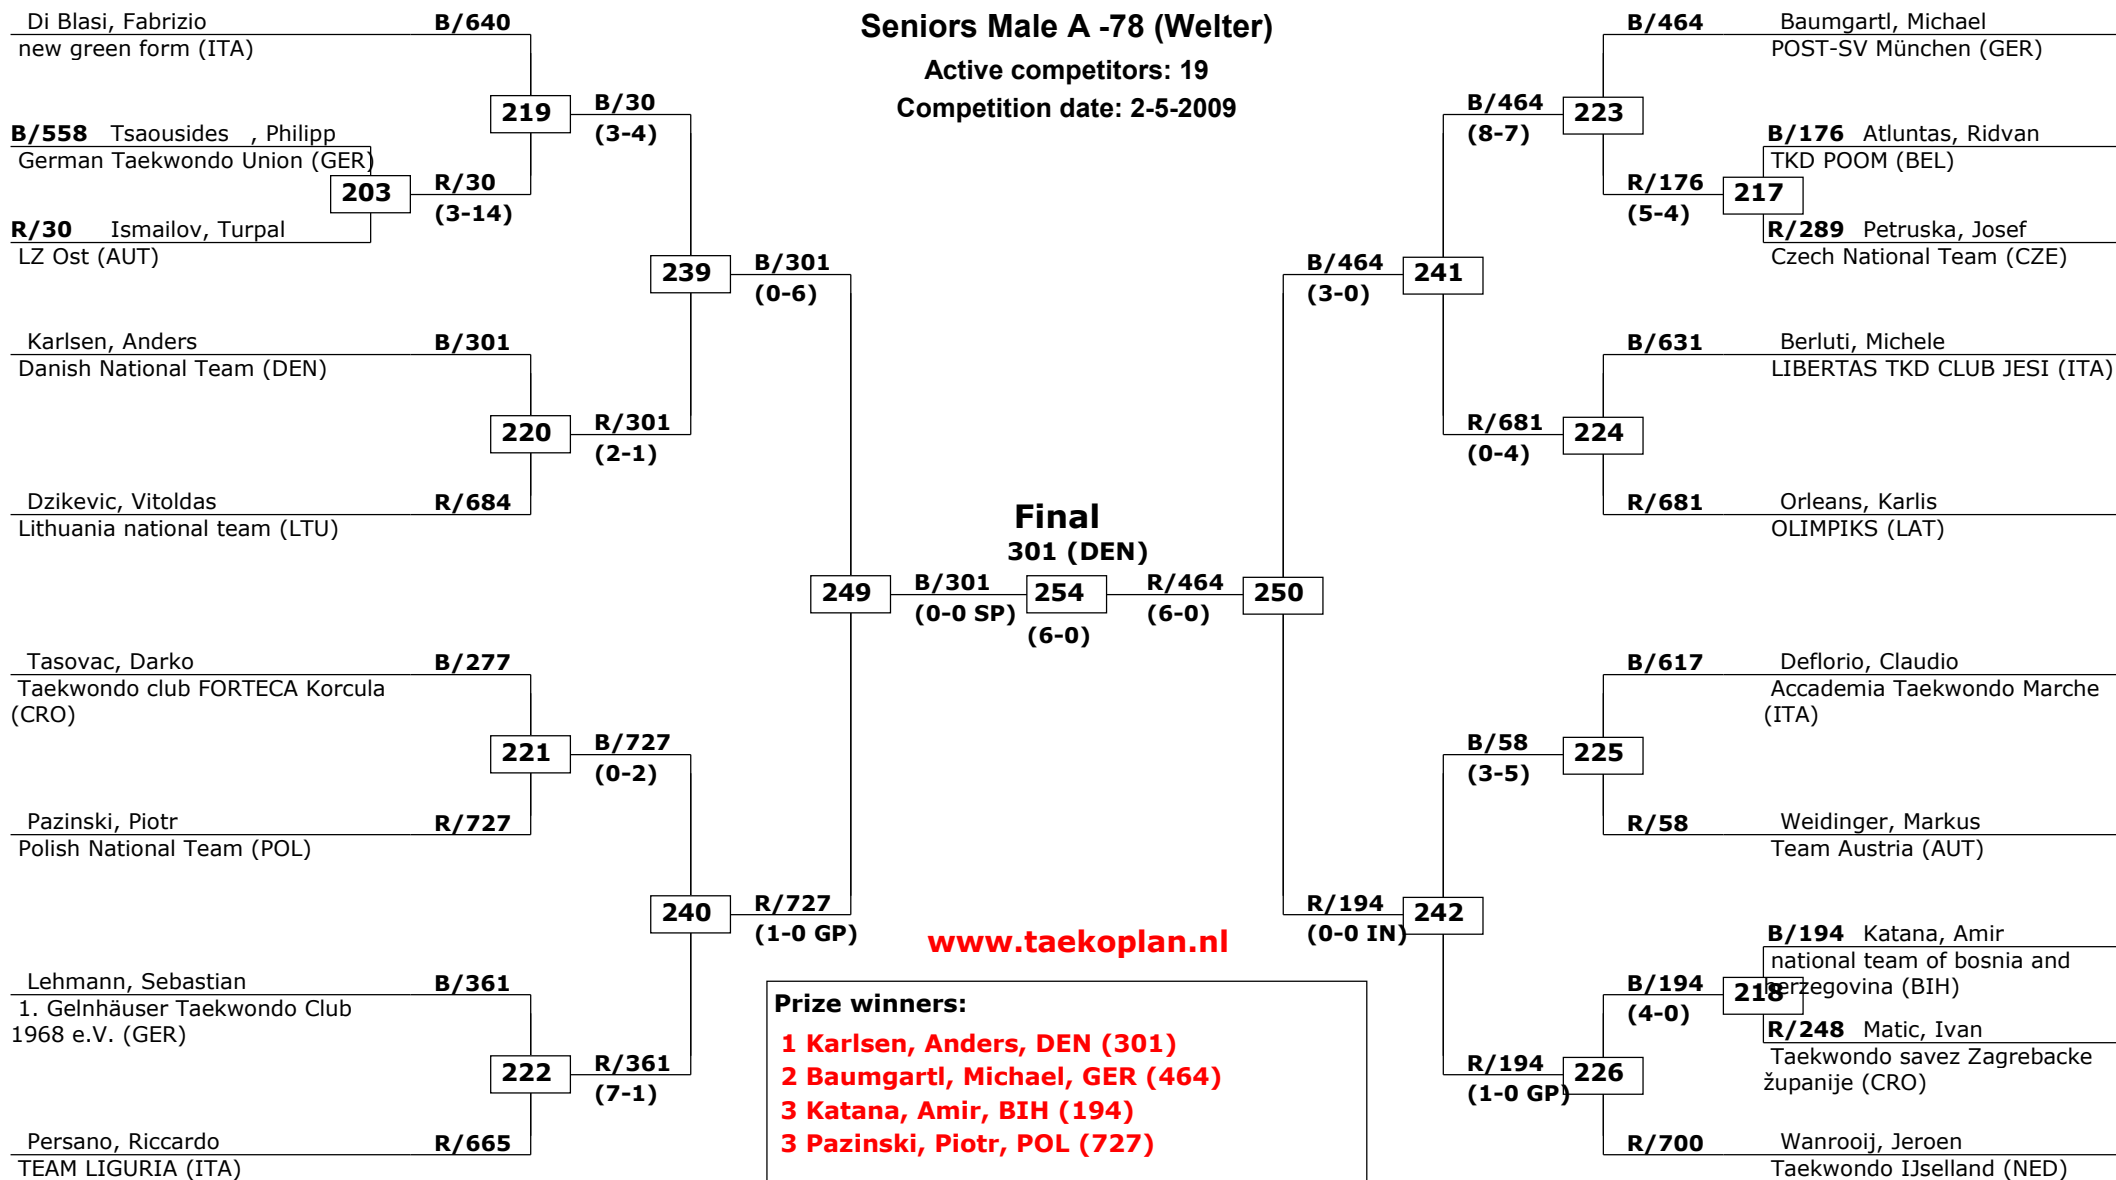 Seniors Male A -78 (Welter)
Active competitors: 19
Competition date: 2-5-2009
Di Blasi, Fabrizio B/640
new green form (ITA)
B/558 Tsaousides , Philipp
German Taekwondo Union (GER)
R/30 Ismailov, Turpal
LZ Ost (AUT)
203
R/30
(3-14)
219
B/30
(3-4)
Karlsen, Anders B/301
Danish National Team (DEN)
Dzikevic, Vitoldas R/684
Lithuania national team (LTU)
220
R/301
(2-1)
239
B/301
(0-6)
Tasovac, Darko B/277
Taekwondo club FORTECA Korcula
(CRO)
Pazinski, Piotr R/727
Polish National Team (POL)
221
B/727
(0-2)
Lehmann, Sebastian B/361
1. Gelnhäuser Taekwondo Club
1968 e.V. (GER)
Persano, Riccardo R/665
TEAM LIGURIA (ITA)
222
R/361
(7-1)
240
R/727
(1-0 GP)
249
B/301
(0-0 SP)
Final
301 (DEN)
254
(6-0)
R/464
(6-0)
250
B/464 Baumgartl, Michael
POST-SV München (GER)
B/176 Atluntas, Ridvan
TKD POOM (BEL)
R/289 Petruska, Josef
Czech National Team (CZE)
217
R/176
(5-4)
223
B/464
(8-7)
B/631 Berluti, Michele
LIBERTAS TKD CLUB JESI (ITA)
R/681 Orleans, Karlis
OLIMPIKS (LAT)
224
R/681
(0-4)
241
B/464
(3-0)
B/617 Deflorio, Claudio
Accademia Taekwondo Marche
(ITA)
R/58 Weidinger, Markus
Team Austria (AUT)
225
B/58
(3-5)
B/194 Katana, Amir
national team of bosnia and
herzegovina (BIH)
R/248 Matic, Ivan
Taekwondo savez Zagrebacke
županije (CRO)
218
B/194
(4-0)
R/700 Wanrooij, Jeroen
Taekwondo IJselland (NED)
226
R/194
(1-0 GP)
242
R/194
(0-0 IN)
www.taekoplan.nl
Prize winners:
1 Karlsen, Anders, DEN (301)
2 Baumgartl, Michael, GER (464)
3 Katana, Amir, BIH (194)
3 Pazinski, Piotr, POL (727)